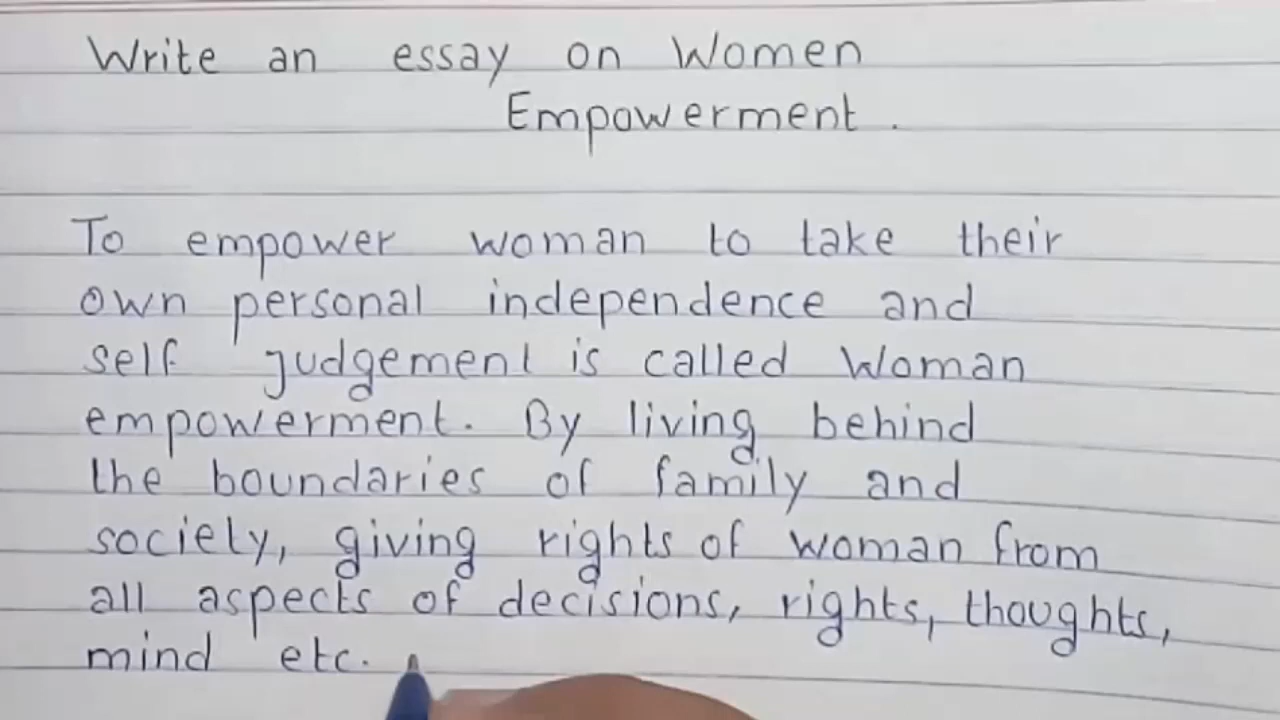 Write an essay on Women
Empowerment.
To empower woman to take their
own personal independence and
self judgement is called woman
empowerment. By living behind
the boundaries of family and
society, giving rights of woman from
all aspects of decisions, rights, thoughts,
mind etc.